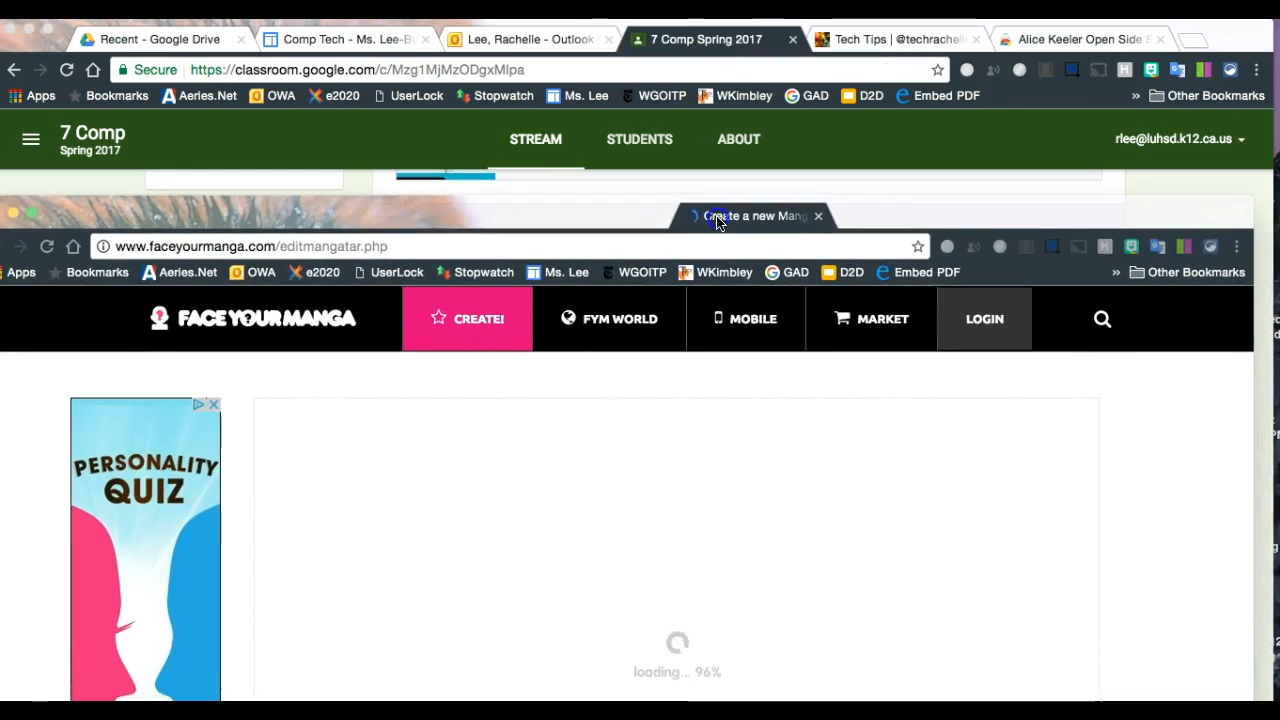 Recent - Google Drive
Comp Tech - Ms. Lee-B
Lee, Rachelle - Outlook
7 Comp Spring 2017
Tech Tips | @techrachel
Alice Keeler Open Side B
Secure https://classroom.google.com/c/Mzg1MjMzODgxMlpa
Apps Bookmarks Aeries.Net OWA e2020 UserLock Stopwatch Ms. Lee WGOITP WKimbley GAD D2D Embed PDF » Other Bookmarks
7 Comp
Spring 2017
STREAM STUDENTS ABOUT
rlee@luhsd.k12.ca.us
Create a new Mang
www.faceyourmanga.com/editmangatar.php
Apps Bookmarks Aeries.Net OWA e2020 UserLock Stopwatch Ms. Lee WGOITP WKimbley GAD D2D Embed PDF » Other Bookmarks
FACE YOUR MANGA
CREATE! FYM WORLD MOBILE MARKET LOGIN
PERSONALITY
QUIZ
loading... 96%